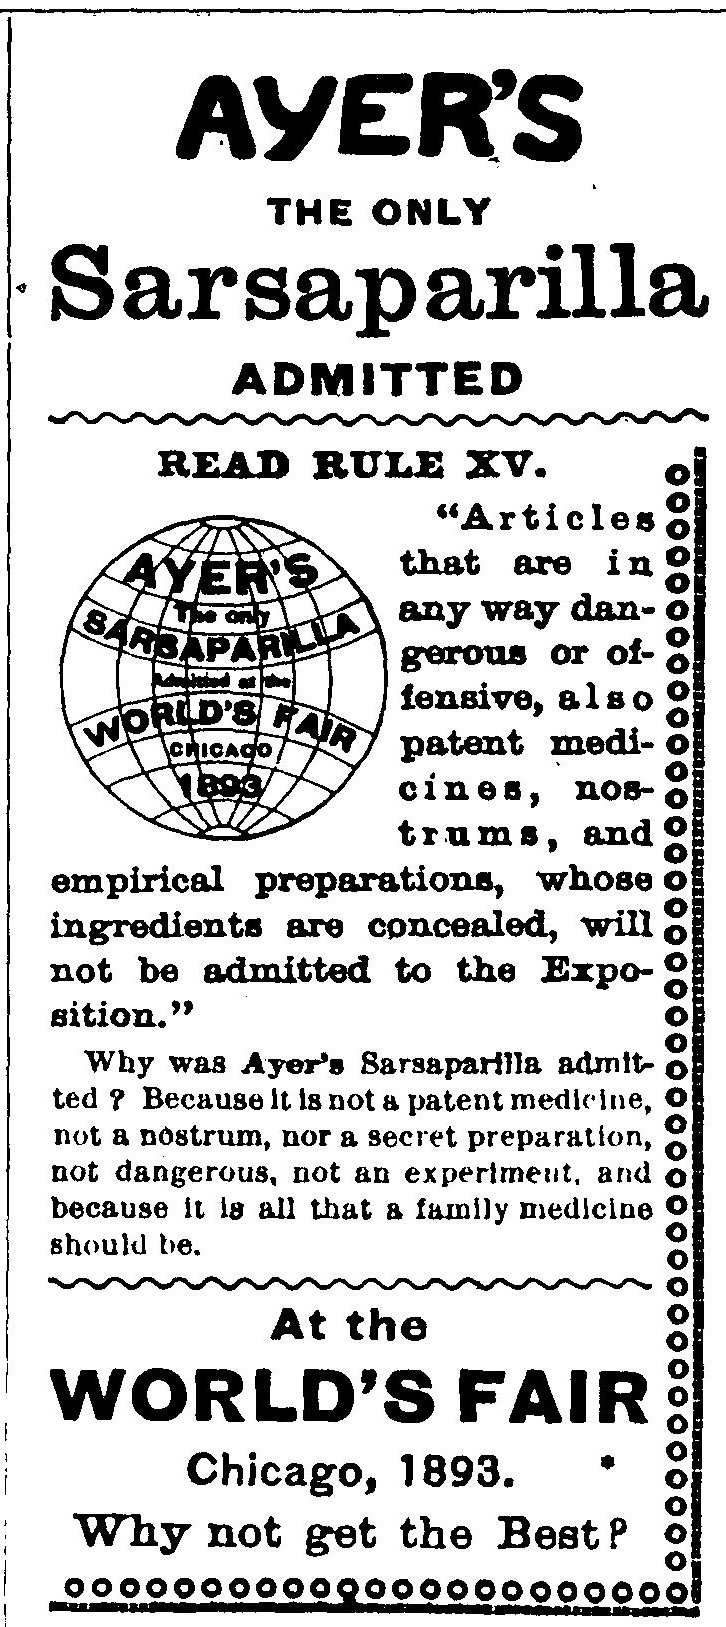 AYER'S
THE ONLY
Sarsaparilla
ADMITTED
READ RULE XV.
AYER'S
The only
SARSAPARILLA
Admitted at the
WORLD'S FAIR
CHICAGO
1893
“Articles
that are in
any way dan-
gerous or of-
fensive, also
patent medi-
cines, nos-
trums, and
empirical preparations, whose
ingredients are concealed, will
not be admitted to the Expo-
sition.”
Why was Ayer's Sarsaparilla admit-
ted? Because it is not a patent medicine,
not a nostrum, nor a secret preparation,
not dangerous, not an experiment, and
because it is all that a family medicine
should be.
At the
WORLD'S FAIR
Chicago, 1893.
Why not get the Best?